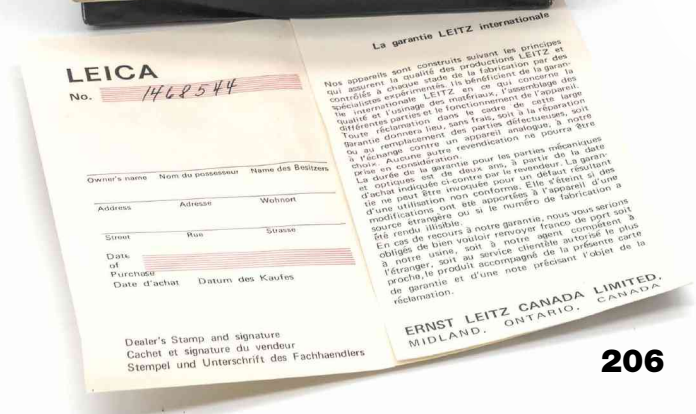 LEICA
No. 1468544
Owner's name Nom du possesseur Name des Besitzers
Address Adresse Wohnort
Street Rue Strasse
Date
of
Purchase
Date d'achat Datum des Kaufes
Dealer's Stamp and signature
Cachet et signature du vendeur
Stempel und Unterschrift des Fachhaendlers
La garantie LEITZ internationale
Nos appareils sont construits suivant les principes
qui assurent la qualité des productions LEITZ et
contrôlés à chaque stade de la fabrication par des
spécialistes expérimentés. Ils bénéficient de la garan-
tie internationale LEITZ en ce qui concerne la
qualité et l'usinage des matériaux, l'assemblage des
différentes parties et le fonctionnement de l'appareil.
Toute réclamation dans le cadre de cette large
garantie donnera lieu, sans frais, soit à la réparation
ou au remplacement des parties défectueuses, soit
à l'échange contre un appareil analogue, à notre
choix. Aucune autre revendication ne pourra être
prise en considération.
La durée de la garantie pour les parties mécaniques
et optiques est de deux ans, à partir de la date
d'achat indiquée ci-contre par le revendeur. La garan-
tie ne peut être invoquée pour un défaut résultant
d'une utilisation non conforme. Elle s'éteint si des
modifications ont été apportées à l'appareil d'une
source étrangère ou si le numéro de fabrication a
été rendu illisible.
En cas de recours à notre garantie, nous vous serions
obligés de bien vouloir renvoyer franco de port soit
à notre usine, soit à notre agent compétent à
l'étranger, soit au service clientèle autorisé le plus
proche, le produit accompagné de la présente carte
de garantie et d'une note précisant l'objet de la
réclamation.
ERNST LEITZ CANADA LIMITED.
MIDLAND, ONTARIO, CANADA
206